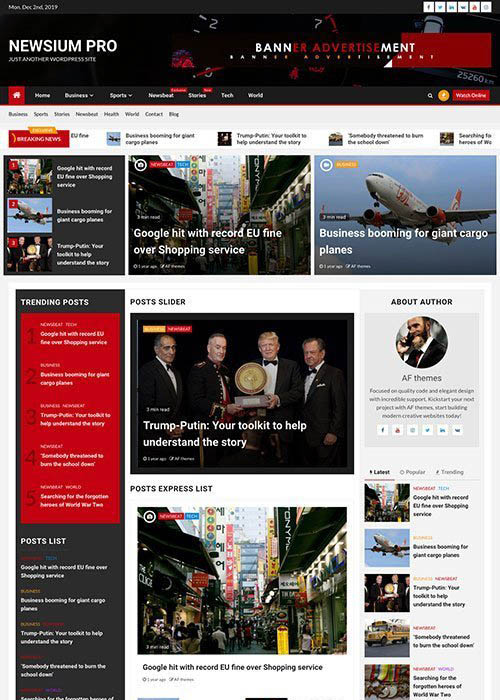 Mon. Dec 2nd, 2019
NEWSIUM PRO
JUST ANOTHER WORDPRESS SITE
BANNER ADVERTISEMENT
BANNER ADVERTISEMENT
25260 km
Home
Business
Sports
Newsbeat
Exclusive
Stories
New
Tech
World
Watch Online
Business
Sports
Stories
Newsbeat
Health
World
Contact
Blog
EXCLUSIVE
BREAKING NEWS
EU fine
Business booming for giant
cargo planes
Trump-Putin: Your toolkit to
help understand the story
'Somebody threatened to burn
the school down'
Searching fo
heroes of Wo
1
Google hit with record
EU fine over Shopping
service
2
Business booming for
giant cargo planes
3
Trump-Putin: Your
toolkit to help
understand the story
NEWSBEAT TECH
3 min read
Google hit with record EU fine
over Shopping service
1 year ago AF themes
BUSINESS
3 min read
Business booming for giant cargo
planes
1 year ago AF themes
TRENDING POSTS
1
NEWSBEAT TECH
Google hit with record EU
fine over Shopping service
2
BUSINESS
Business booming for giant
cargo planes
3
BUSINESS NEWSBEAT
Trump-Putin: Your toolkit to
help understand the story
4
NEWSBEAT
'Somebody threatened to
burn the school down'
5
NEWSBEAT WORLD
Searching for the forgotten
heroes of World War Two
POSTS LIST
NEWSBEAT TECH
Google hit with record EU fine over
Shopping service
BUSINESS
Business booming for giant cargo
planes
BUSINESS NEWSBEAT
Trump-Putin: Your toolkit to help
understand the story
NEWSBEAT
'Somebody threatened to burn the
school down'
NEWSBEAT WORLD
POSTS SLIDER
BUSINESS NEWSBEAT
3 min read
Trump-Putin: Your toolkit to help
understand the story
1 year ago AF themes
POSTS EXPRESS LIST
NEWSBEAT TECH
3 min read
Google hit with record EU fine over Shopping service
1 year ago AF themes
ABOUT AUTHOR
AF themes
Focused on quality code and elegant design
with incredible support. Kickstart your next
project with AF themes, start building
modern creative websites today!
Latest
Popular
Trending
NEWSBEAT TECH
Google hit with record
EU fine over Shopping
service
BUSINESS
Business booming for
giant cargo planes
BUSINESS NEWSBEAT
Trump-Putin: Your
toolkit to help
understand the story
NEWSBEAT
'Somebody threatened
to burn the school
down'
NEWSBEAT WORLD
Searching for the
forgotten heroes of
World War Two